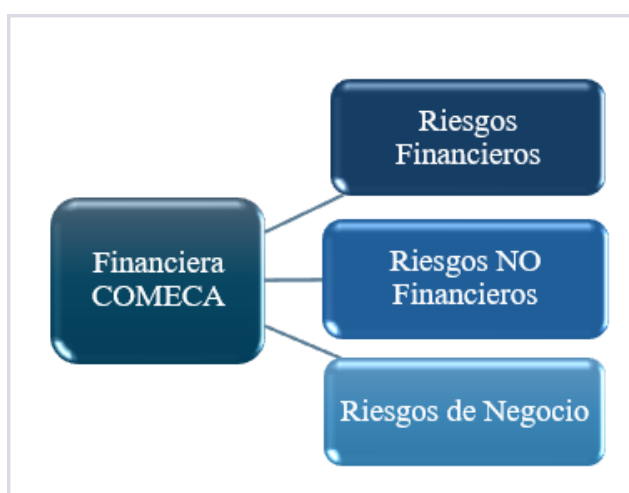 Riesgos
Financieros
Financiera
COMECA
Riesgos NO
Financieros
Riesgos de Negocio